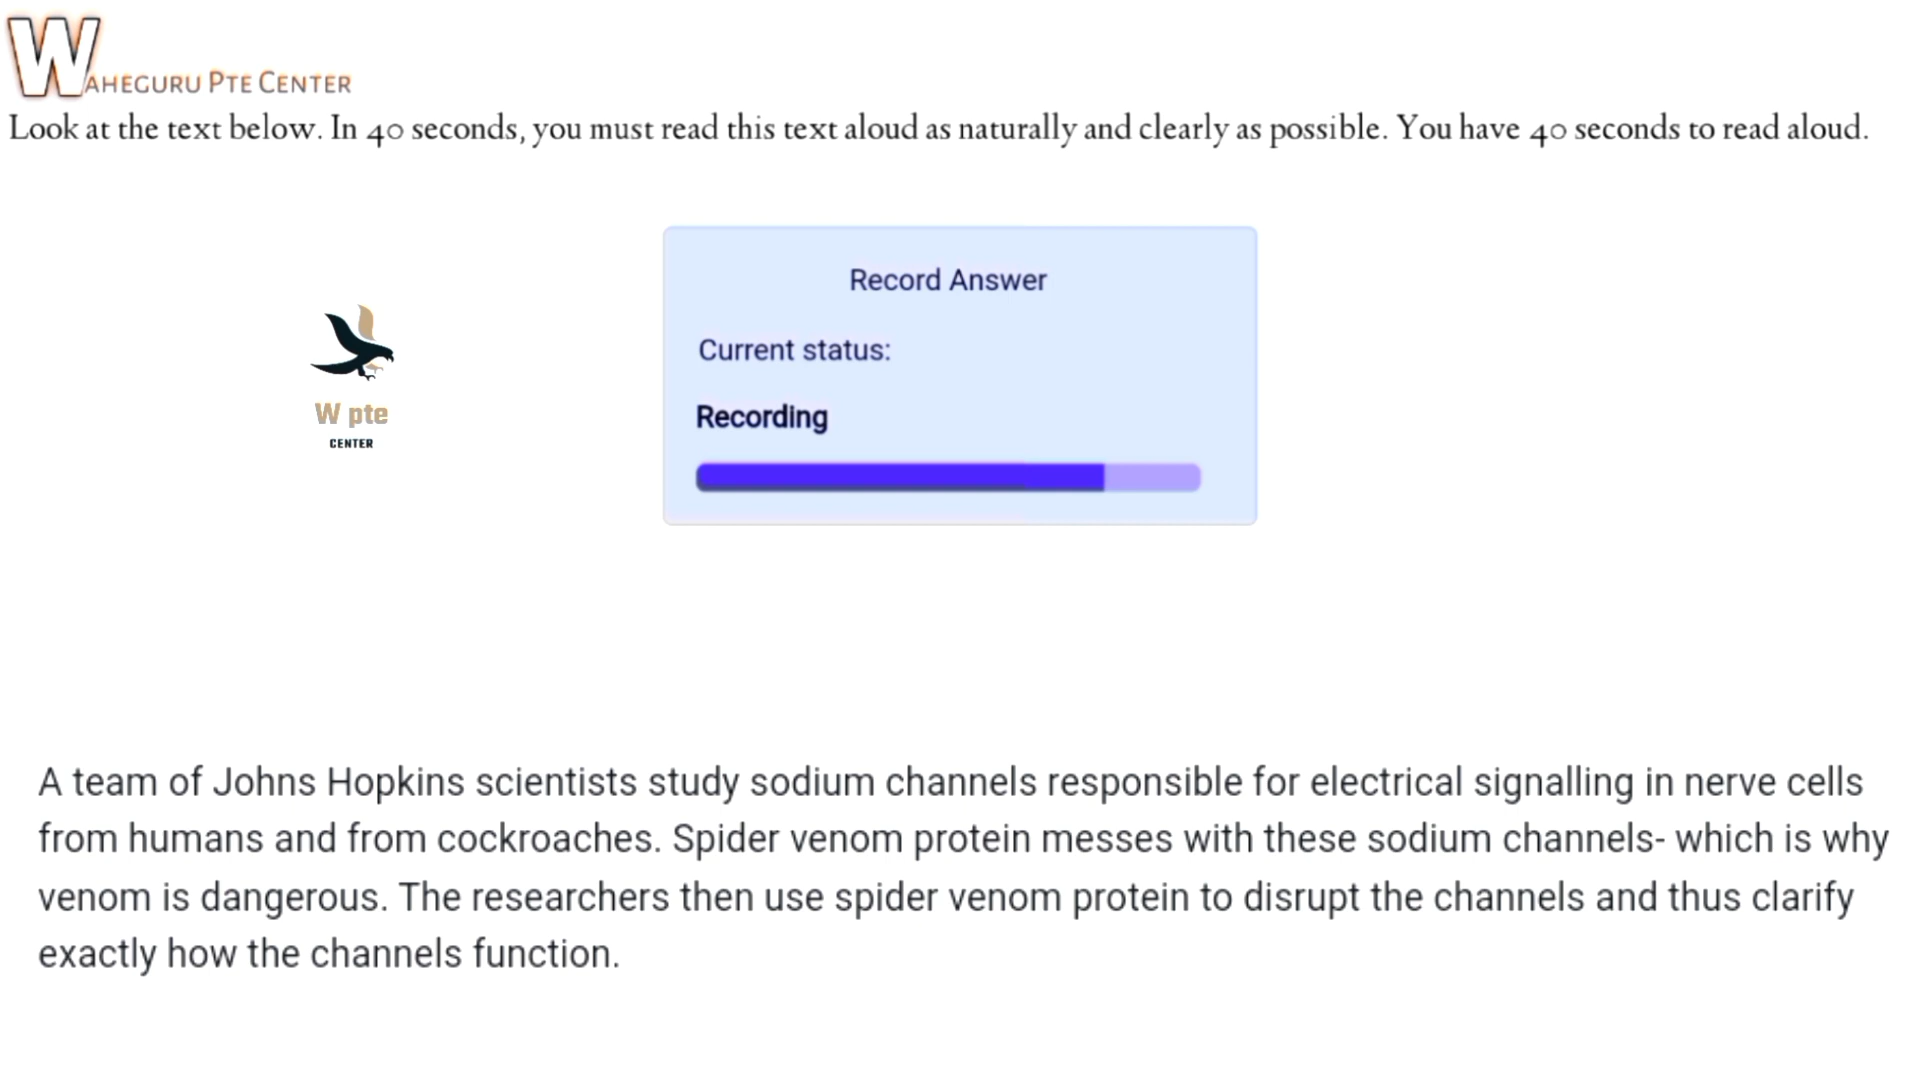 WAHEGURU PTE CENTER
Look at the text below. In 40 seconds, you must read this text aloud as naturally and clearly as possible. You have 40 seconds to read aloud.
Record Answer
Current status:
Recording
W pte
CENTER
A team of Johns Hopkins scientists study sodium channels responsible for electrical signalling in nerve cells
from humans and from cockroaches. Spider venom protein messes with these sodium channels- which is why
venom is dangerous. The researchers then use spider venom protein to disrupt the channels and thus clarify
exactly how the channels function.